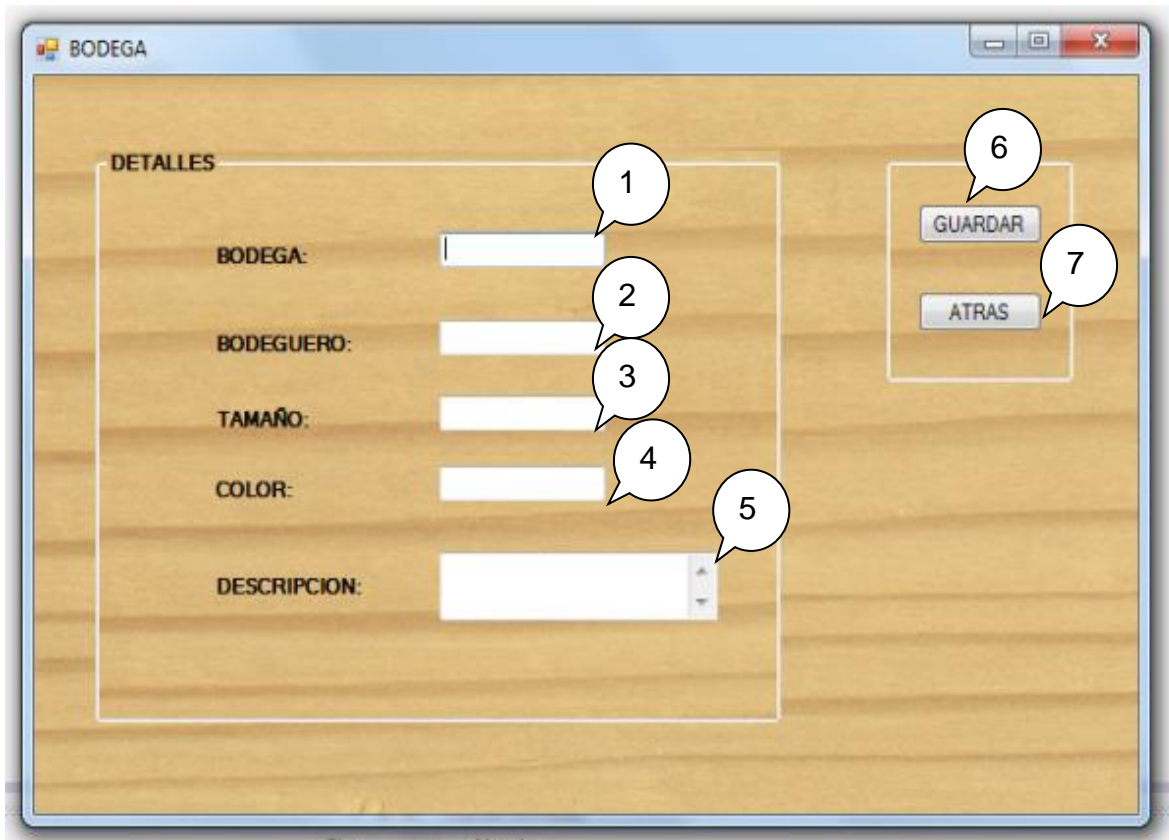 BODEGA
DETALLES
1
BODEGA:
2
BODEGUERO:
3
TAMAÑO:
4
COLOR:
5
DESCRIPCION:
6
GUARDAR
7
ATRAS